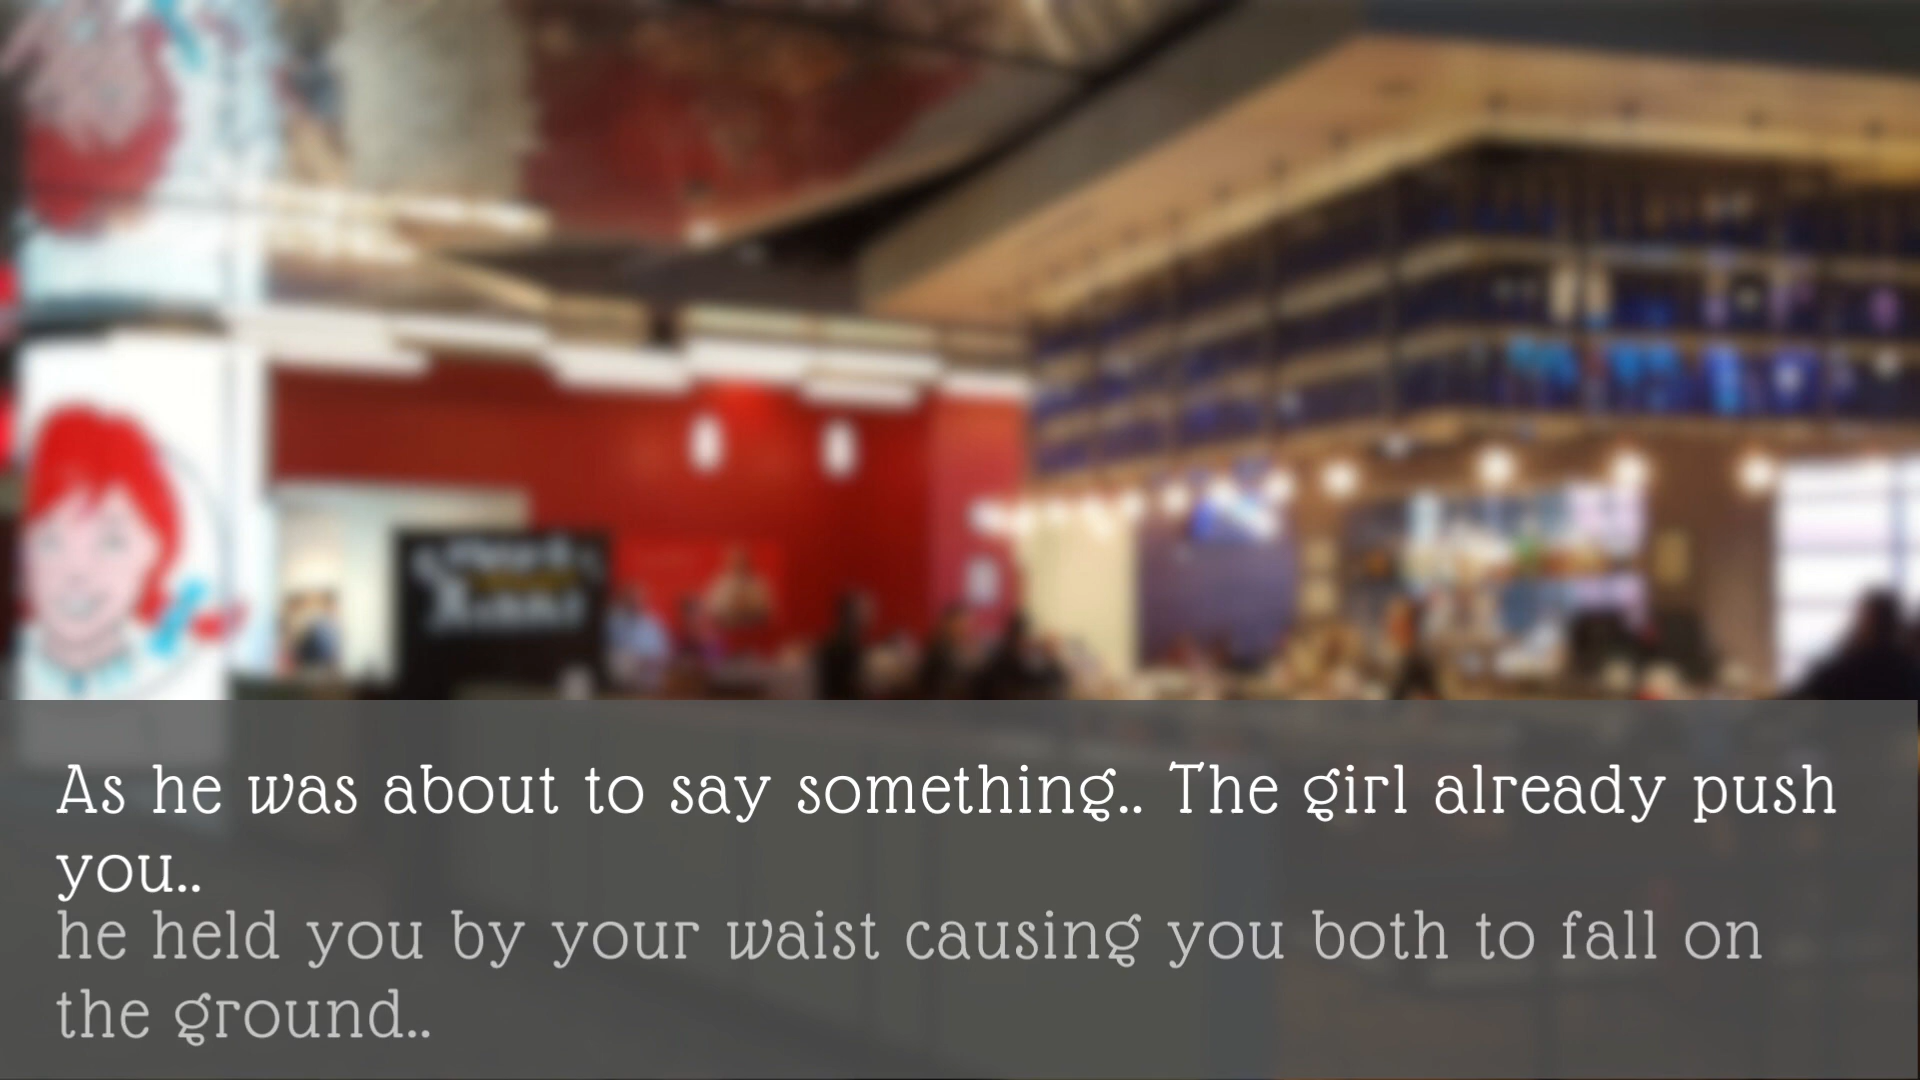 As he was about to say something.. The girl already push
you..
he held you by your waist causing you both to fall on
the ground..